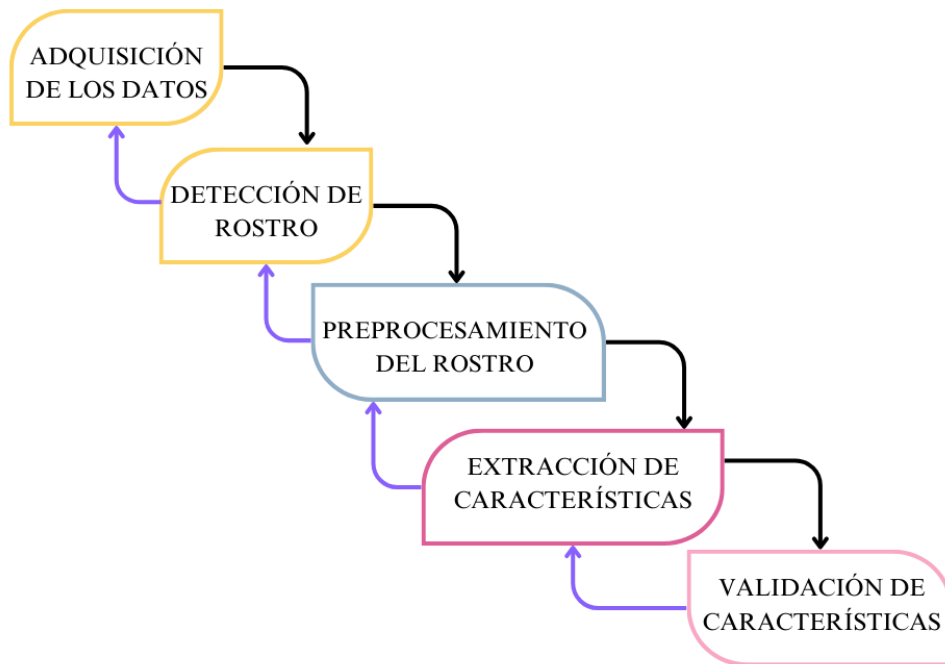 ADQUISICIÓN
DE LOS DATOS
DETECCIÓN DE
ROSTRO
PREPROCESAMIENTO
DEL ROSTRO
EXTRACCIÓN DE
CARACTERÍSTICAS
VALIDACIÓN DE
CARACTERÍSTICAS